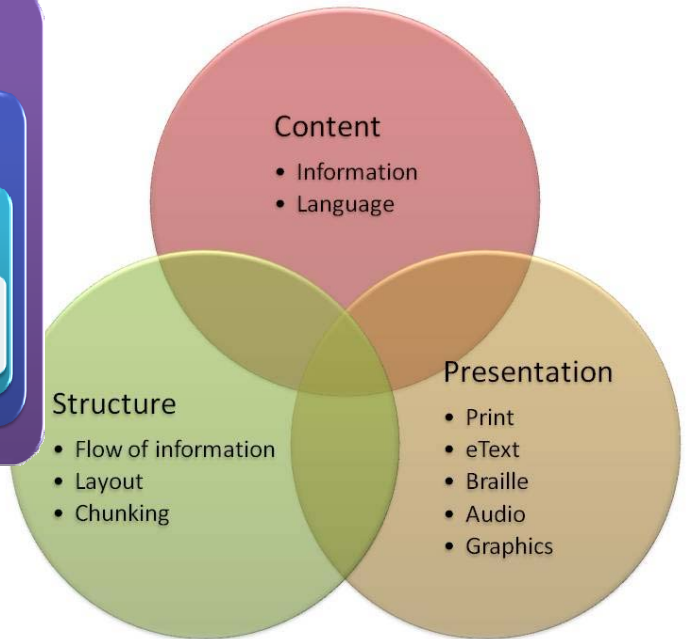 Content
• Information
• Language
Structure
• Flow of information
• Layout
• Chunking
Presentation
• Print
• eText
• Braille
• Audio
• Graphics